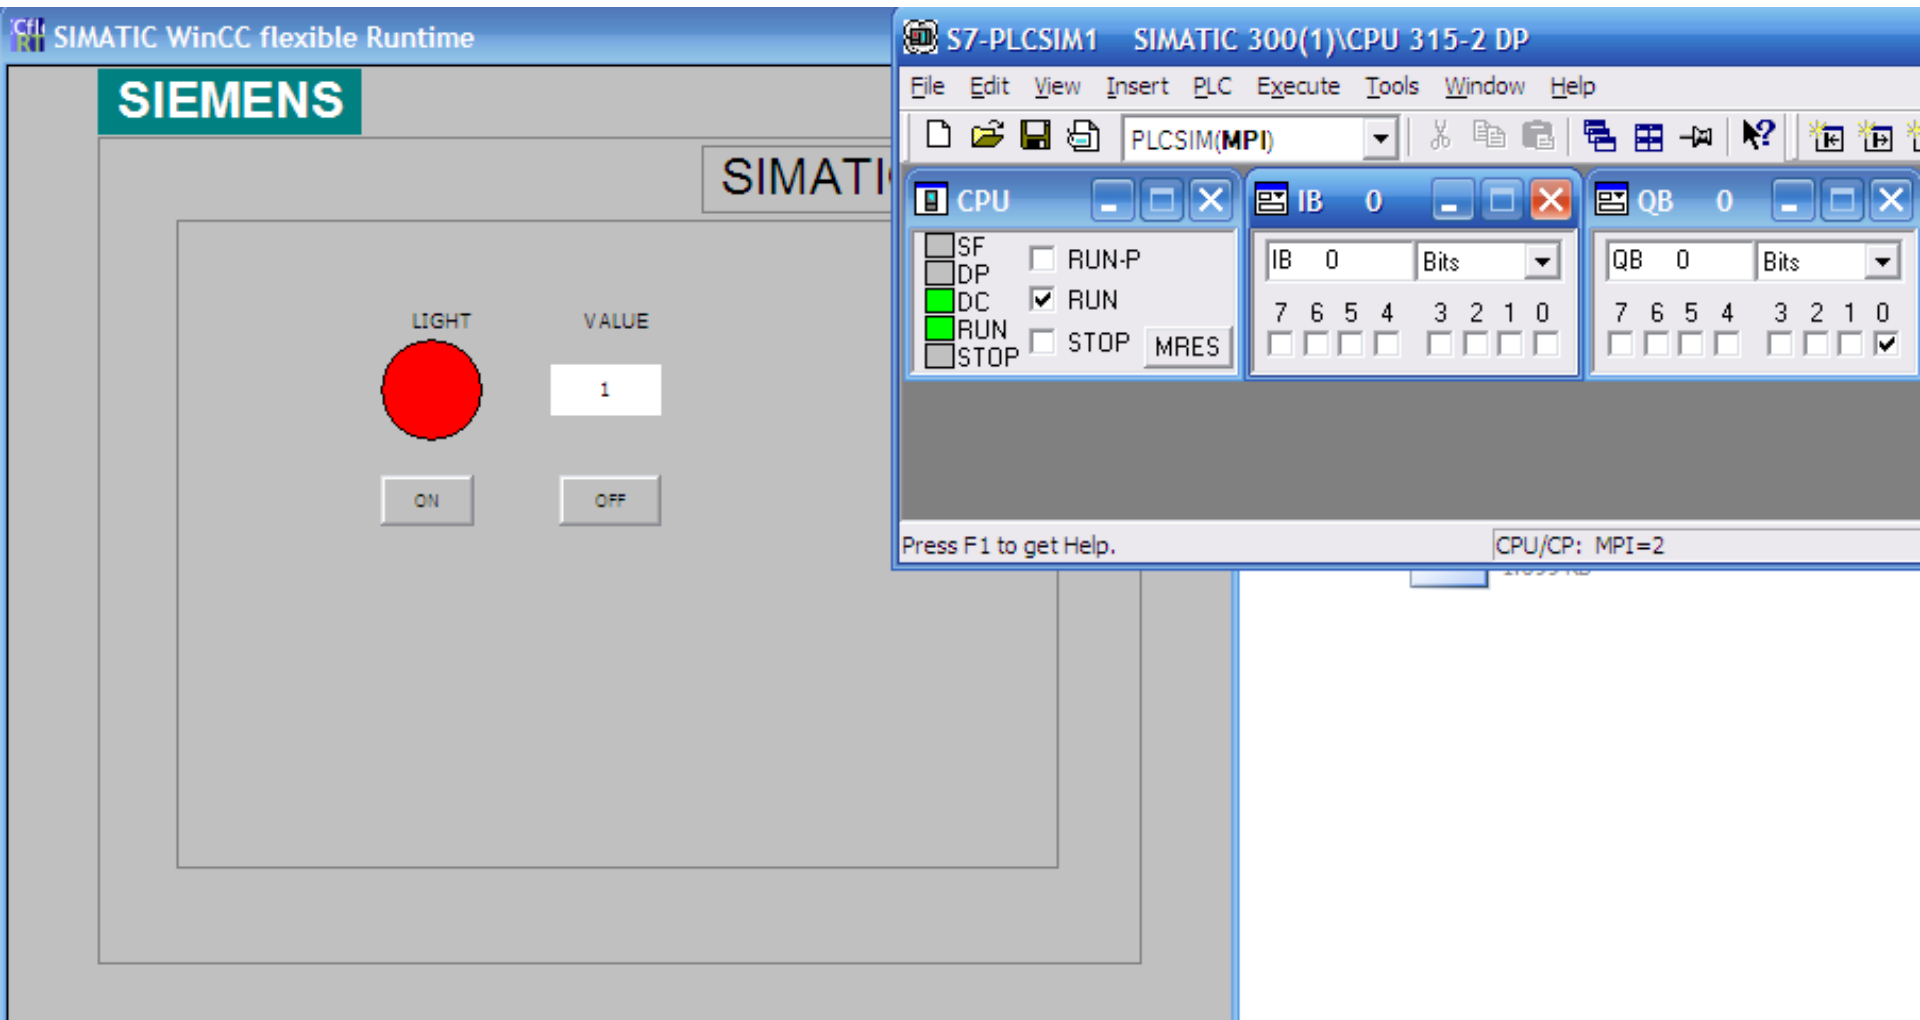 SIMATIC WinCC flexible Runtime
SIEMENS
LIGHT VALUE
1
ON OFF
S7-PLCSIM1 SIMATIC 300(1)\CPU 315-2 DP
File Edit View Insert PLC Execute Tools Window Help
PLCSIM(MPI)
CPU
SF
DP
DC
RUN
STOP
RUN-P
RUN
STOP MRES
IB 0
IB 0 Bits
7 6 5 4 3 2 1 0
QB 0
QB 0 Bits
7 6 5 4 3 2 1 0
Press F1 to get Help. CPU/CP: MPI=2